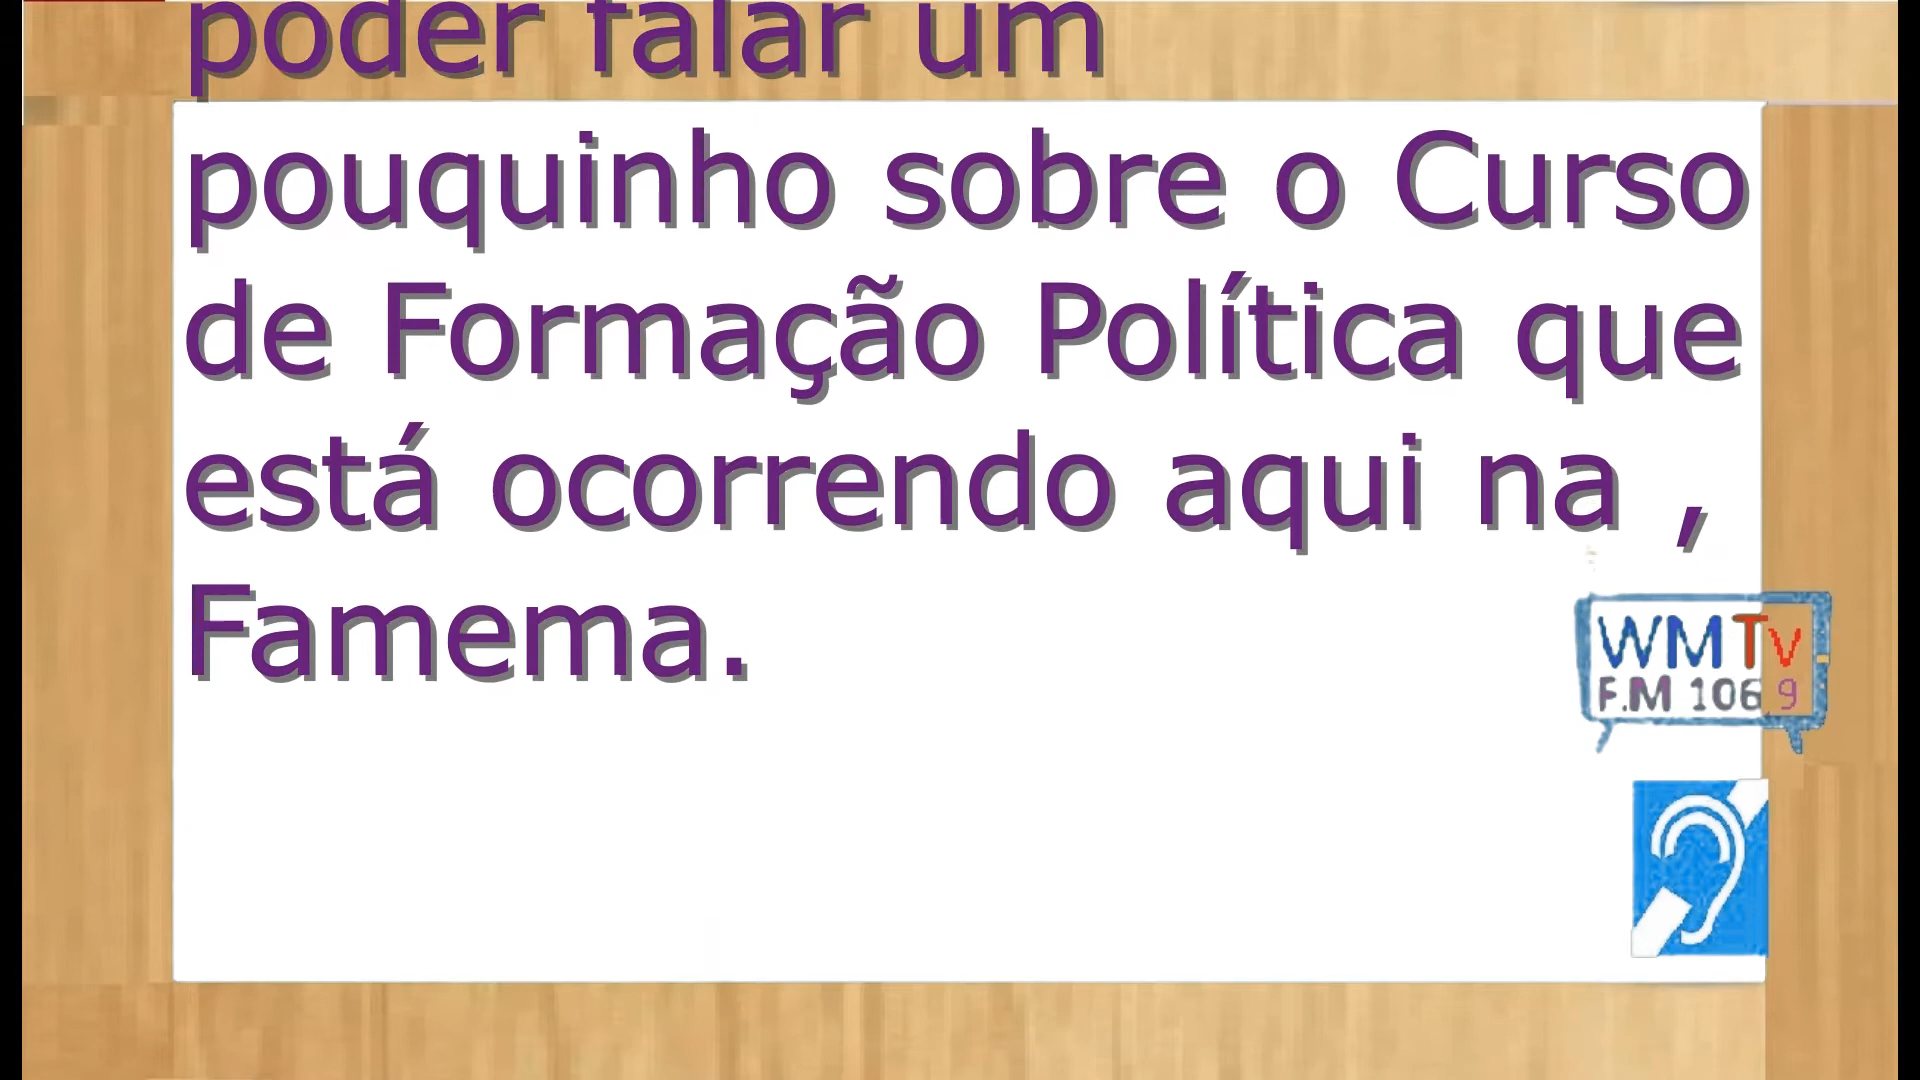 poder falar um
pouquinho sobre o Curso
de Formação Política que
está ocorrendo aqui na ,
Famema.
WMTv
F.M 106,9